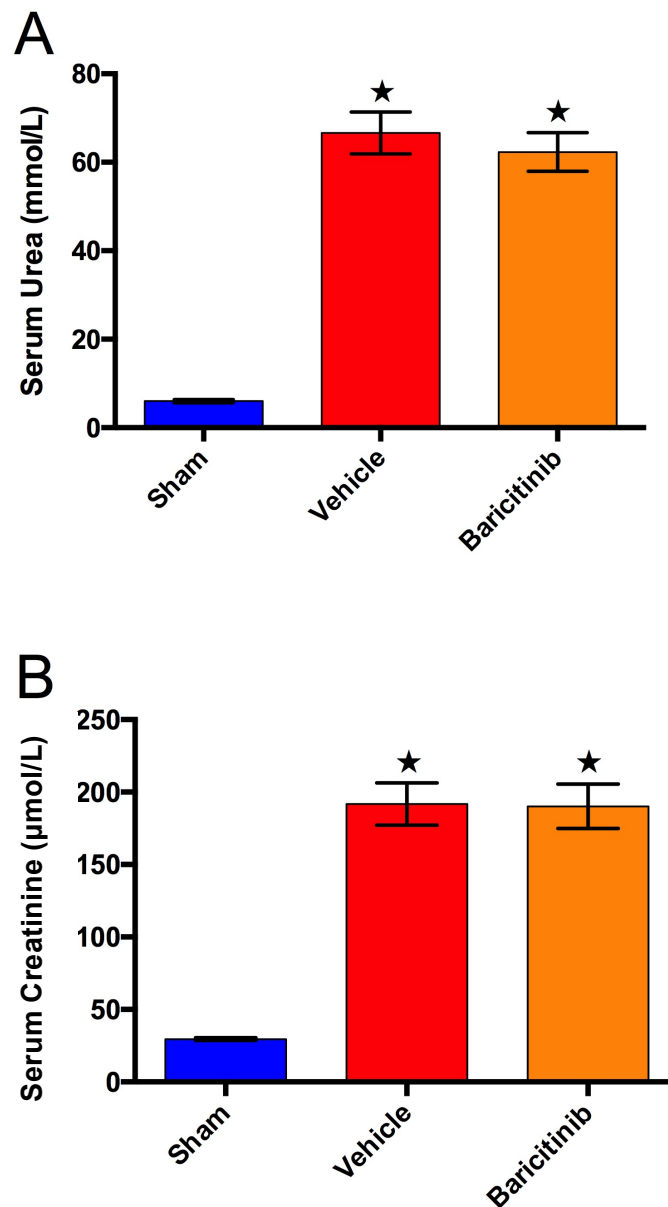 A
Serum Urea (mmol/L)
80
60
40
20
0
★
★
Sham
Vehicle
Baricitinib
B
Serum Creatinine (µmol/L)
250
200
150
100
50
0
★
★
Sham
Vehicle
Baricitinib